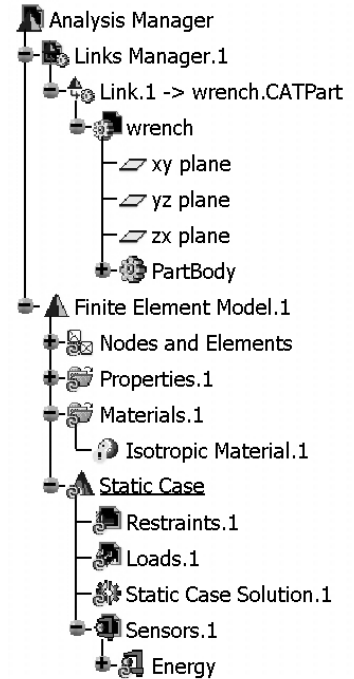 Analysis Manager
Links Manager.1
Link.1 -> wrench.CATPart
wrench
xy plane
yz plane
zx plane
PartBody
Finite Element Model.1
Nodes and Elements
Properties.1
Materials.1
Isotropic Material.1
Static Case
Restraints.1
Loads.1
Static Case Solution.1
Sensors.1
Energy